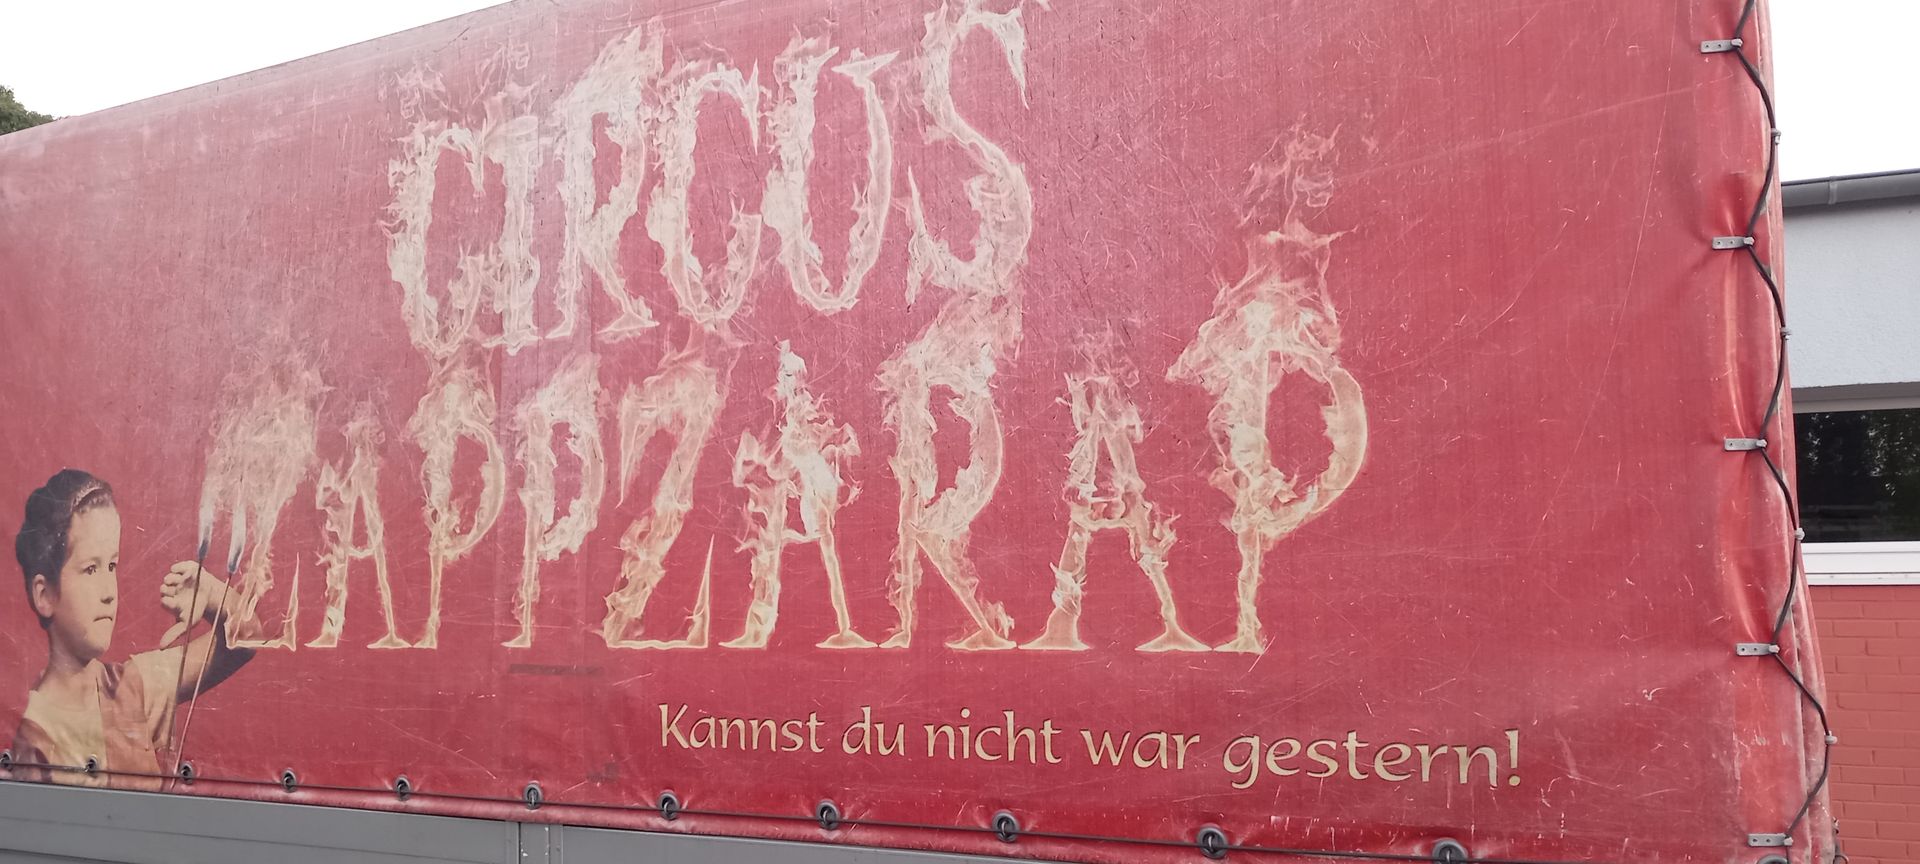 CIRCUS
ZAPPZARAP
Kannst du nicht war gestern!